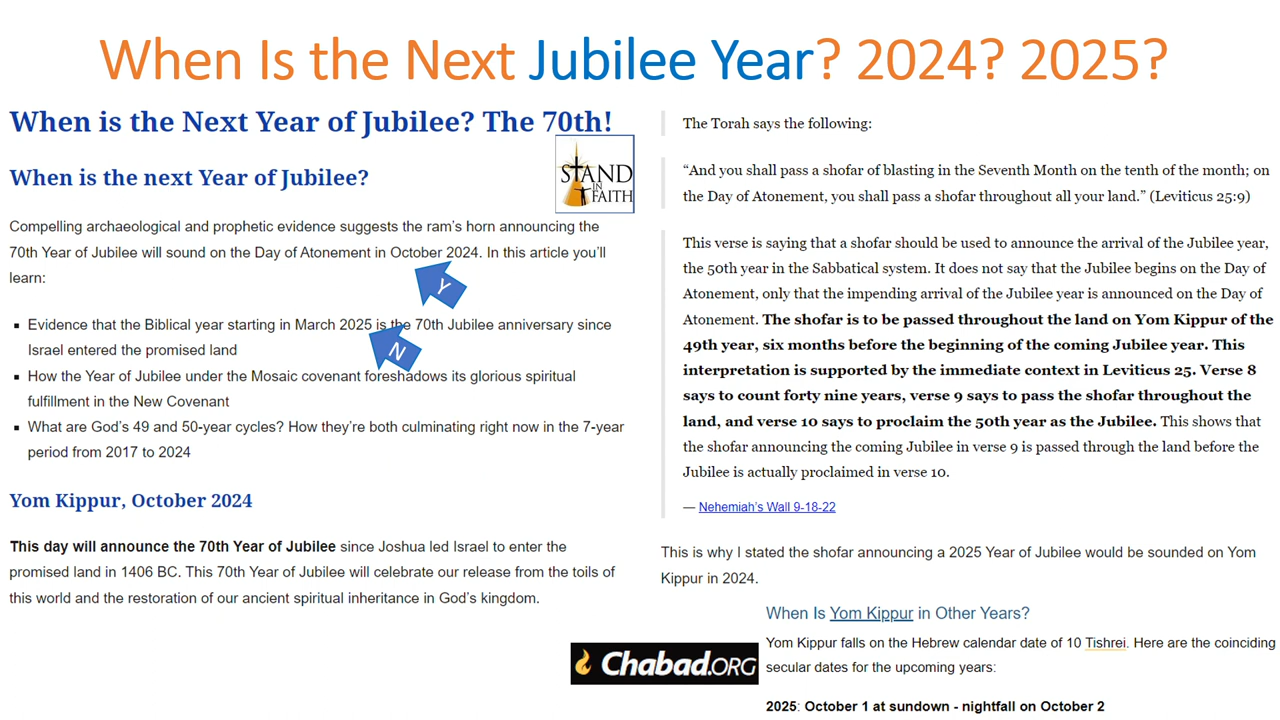 When Is the Next Jubilee Year? 2024? 2025?
When is the Next Year of Jubilee? The 70th!
STAND
IN
FAITH
When is the next Year of Jubilee?
Compelling archaeological and prophetic evidence suggests the ram's horn announcing the
70th Year of Jubilee will sound on the Day of Atonement in October 2024. In this article you'll
learn:
Y
▪ Evidence that the Biblical year starting in March 2025 is the 70th Jubilee anniversary since
Israel entered the promised land
N
▪ How the Year of Jubilee under the Mosaic covenant foreshadows its glorious spiritual
fulfillment in the New Covenant
▪ What are God's 49 and 50-year cycles? How they're both culminating right now in the 7-year
period from 2017 to 2024
Yom Kippur, October 2024
This day will announce the 70th Year of Jubilee since Joshua led Israel to enter the
promised land in 1406 BC. This 70th Year of Jubilee will celebrate our release from the toils of
this world and the restoration of our ancient spiritual inheritance in God's kingdom.
The Torah says the following:
“And you shall pass a shofar of blasting in the Seventh Month on the tenth of the month; on
the Day of Atonement, you shall pass a shofar throughout all your land.” (Leviticus 25:9)
This verse is saying that a shofar should be used to announce the arrival of the Jubilee year,
the 50th year in the Sabbatical system. It does not say that the Jubilee begins on the Day of
Atonement, only that the impending arrival of the Jubilee year is announced on the Day of
Atonement. The shofar is to be passed throughout the land on Yom Kippur of the
49th year, six months before the beginning of the coming Jubilee year. This
interpretation is supported by the immediate context in Leviticus 25. Verse 8
says to count forty nine years, verse 9 says to pass the shofar throughout the
land, and verse 10 says to proclaim the 50th year as the Jubilee. This shows that
the shofar announcing the coming Jubilee in verse 9 is passed through the land before the
Jubilee is actually proclaimed in verse 10.
— Nehemiah's Wall 9-18-22
This is why I stated the shofar announcing a 2025 Year of Jubilee would be sounded on Yom
Kippur in 2024.
Chabad.ORG
When Is Yom Kippur in Other Years?
Yom Kippur falls on the Hebrew calendar date of 10 Tishrei. Here are the coinciding
secular dates for the upcoming years:
2025: October 1 at sundown - nightfall on October 2